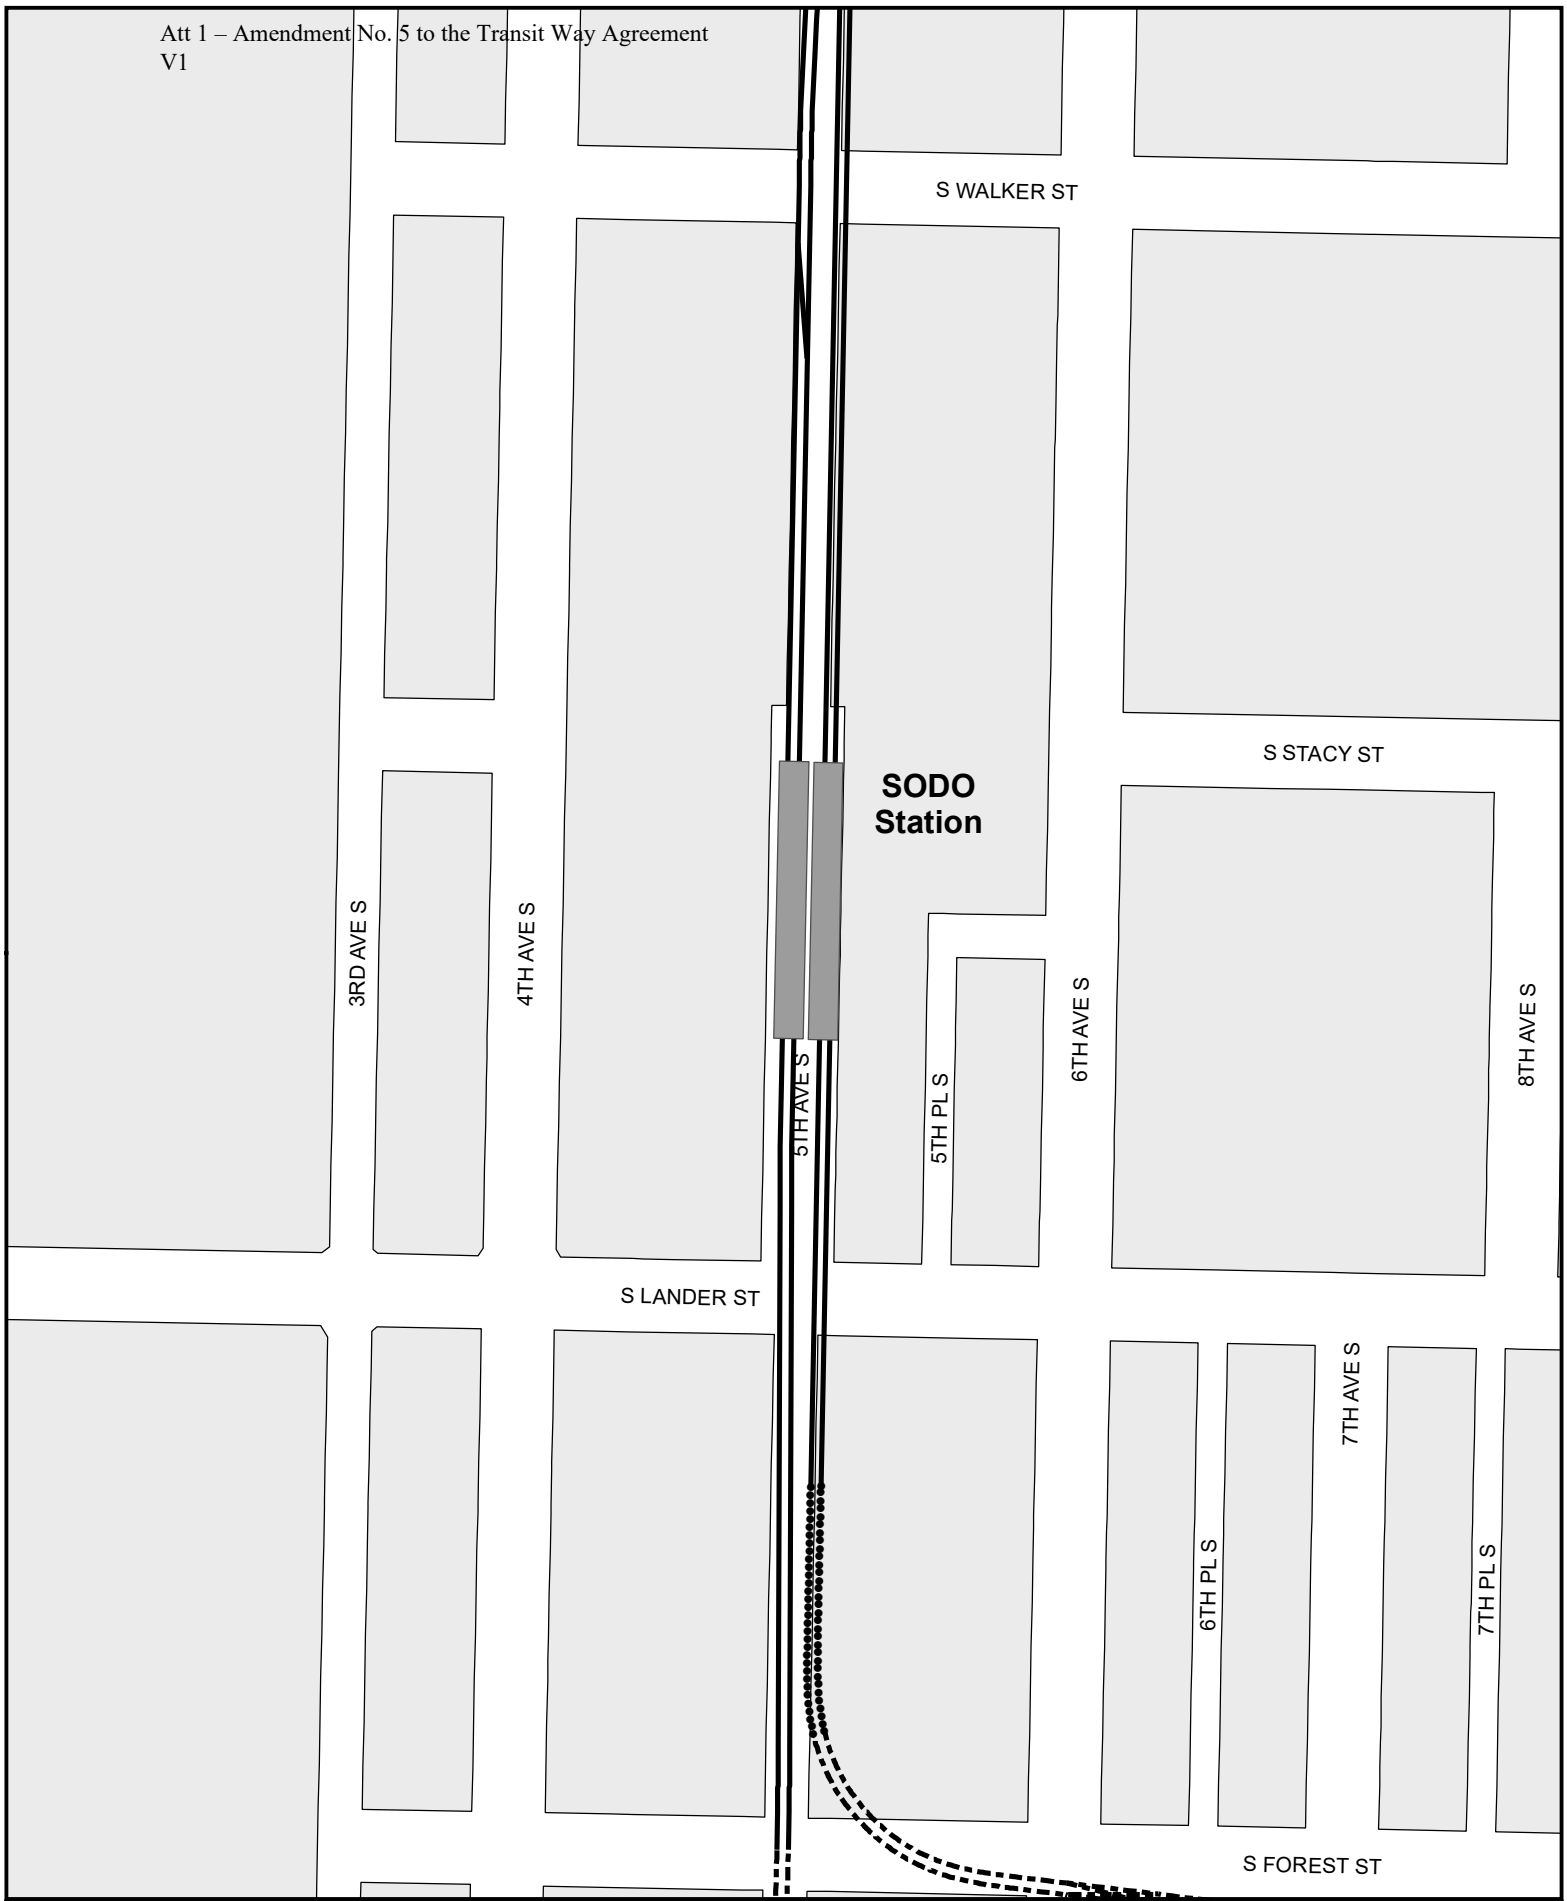 Att 1 – Amendment No. 5 to the Transit Way Agreement
V1
S WALKER ST
S STACY ST
SODO
Station
3RD AVE S
4TH AVE S
5TH AVE S
5TH PL S
6TH AVE S
8TH AVE S
S LANDER ST
7TH AVE S
6TH PL S
7TH PL S
S FOREST ST